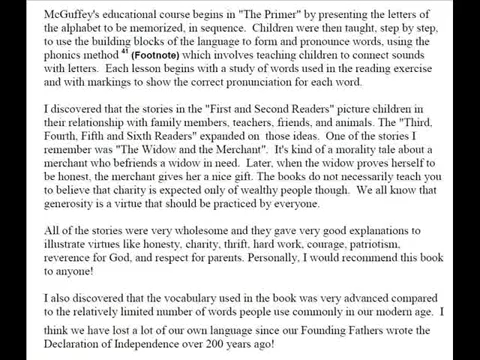 McGuffey's educational course begins in "The Primer" by presenting the letters
of the alphabet to be memorized, in sequence.  Children were then taught, step by step,
to use the building blocks of the language to form and pronounce words, using the
phonics method 41 (Footnote) which involves teaching children to connect sounds
with letters.  Each lesson begins with a study of words used in the reading exercise
and with markings to show the correct pronunciation for each word.
I discovered that the stories in the "First and Second Readers" picture children in
their relationship with family members, teachers, friends, and animals. The "Third,
Fourth, Fifth and Sixth Readers" expanded on those ideas.  One of the stories I
remember was "The Widow and the Merchant".  It's kind of a morality tale about a
merchant who befriends a widow in need.  Later, when the widow proves herself to
be honest, the merchant gives her a nice gift. The books do not necessarily teach you
to believe that charity is expected only of wealthy people though.  We all know that
generosity is a virtue that should be practiced by everyone.
All of the stories were very wholesome and they gave very good explanations to
illustrate virtues like honesty, charity, thrift, hard work, courage, patriotism,
reverence for God, and respect for parents. Personally, I would recommend this book
to anyone!
I also discovered that the vocabulary used in the book was very advanced compared
to the relatively limited number of words people use commonly in our modern age.  I
think we have lost a lot of our own language since our Founding Fathers wrote the
Declaration of Independence over 200 years ago!